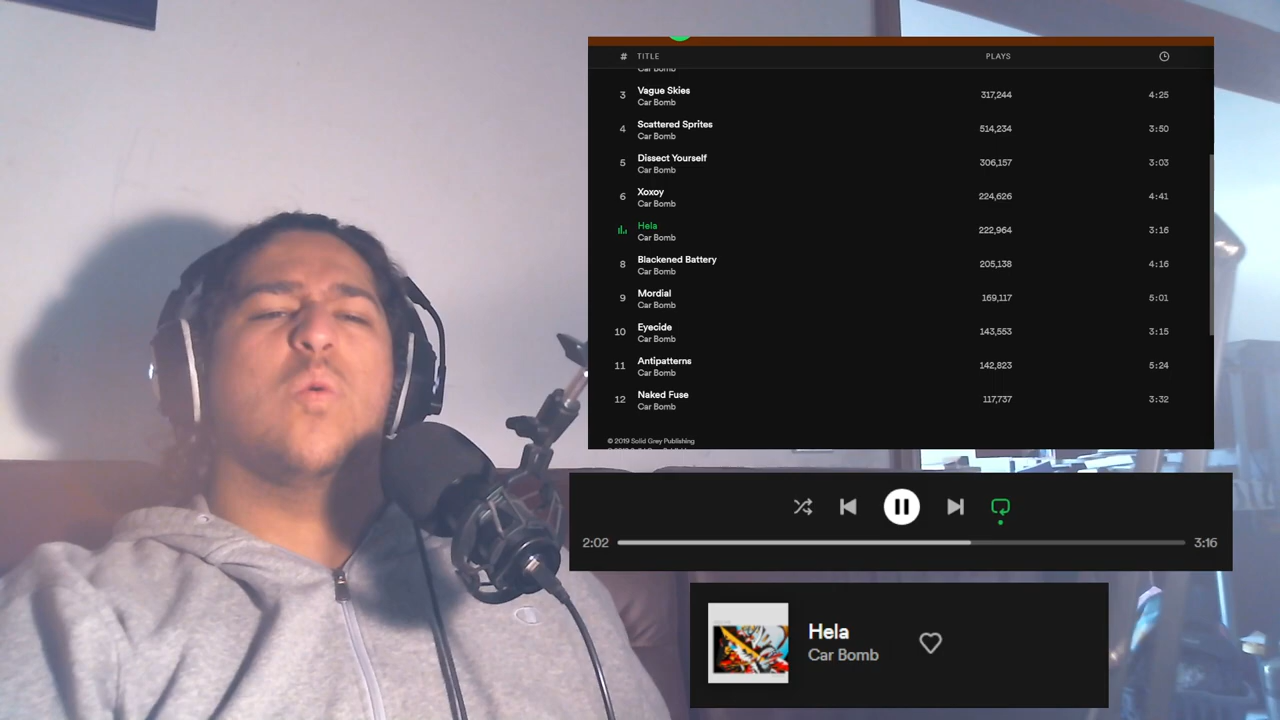 # TITLE PLAYS
Car Bomb
3 Vague Skies 317,244 4:25
Car Bomb
4 Scattered Sprites 514,234 3:50
Car Bomb
5 Dissect Yourself 306,157 3:03
Car Bomb
6 Xoxoy 224,626 4:41
Car Bomb
Hela 222,964 3:16
Car Bomb
8 Blackened Battery 205,138 4:16
Car Bomb
9 Mordial 169,117 5:01
Car Bomb
10 Eyecide 143,553 3:15
Car Bomb
11 Antipatterns 142,823 5:24
Car Bomb
12 Naked Fuse 117,737 3:32
Car Bomb
© 2019 Solid Grey Publishing
2:02 3:16
Hela
Car Bomb